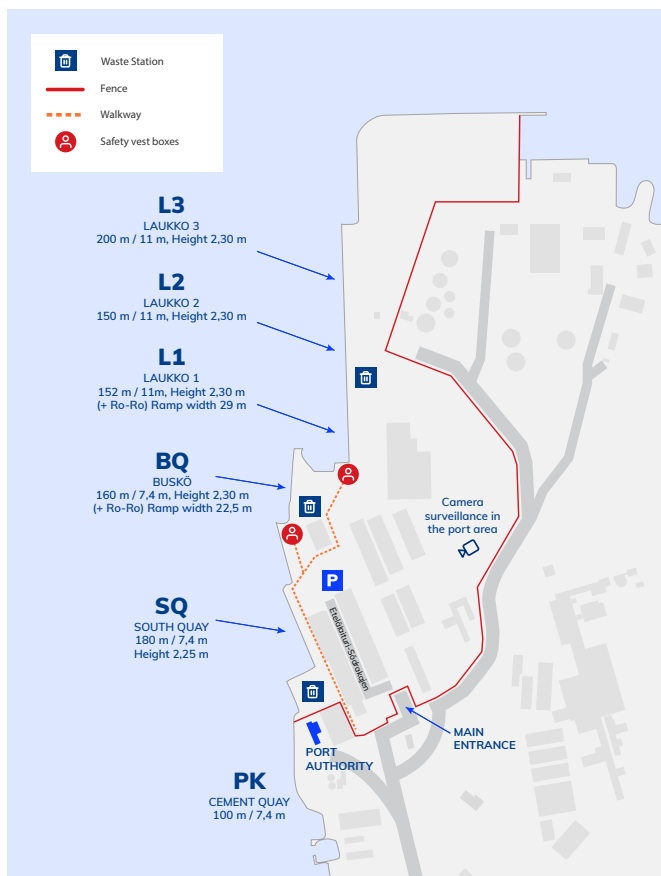 Waste Station
Fence
Walkway
Safety vest boxes
L3
LAUKKO 3
200 m / 11 m, Height 2,30 m
L2
LAUKKO 2
150 m / 11 m, Height 2,30 m
L1
LAUKKO 1
152 m / 11m, Height 2,30 m
(+ Ro-Ro) Ramp width 29 m
BQ
BUSKÖ
160 m / 7,4 m, Height 2,30 m
(+ Ro-Ro) Ramp width 22,5 m
Camera
surveillance in
the port area
P
SQ
SOUTH QUAY
180 m / 7,4 m
Height 2,25 m
Eteläkaituri-Södrakajen
MAIN
ENTRANCE
PORT
AUTHORITY
PK
CEMENT QUAY
100 m / 7,4 m